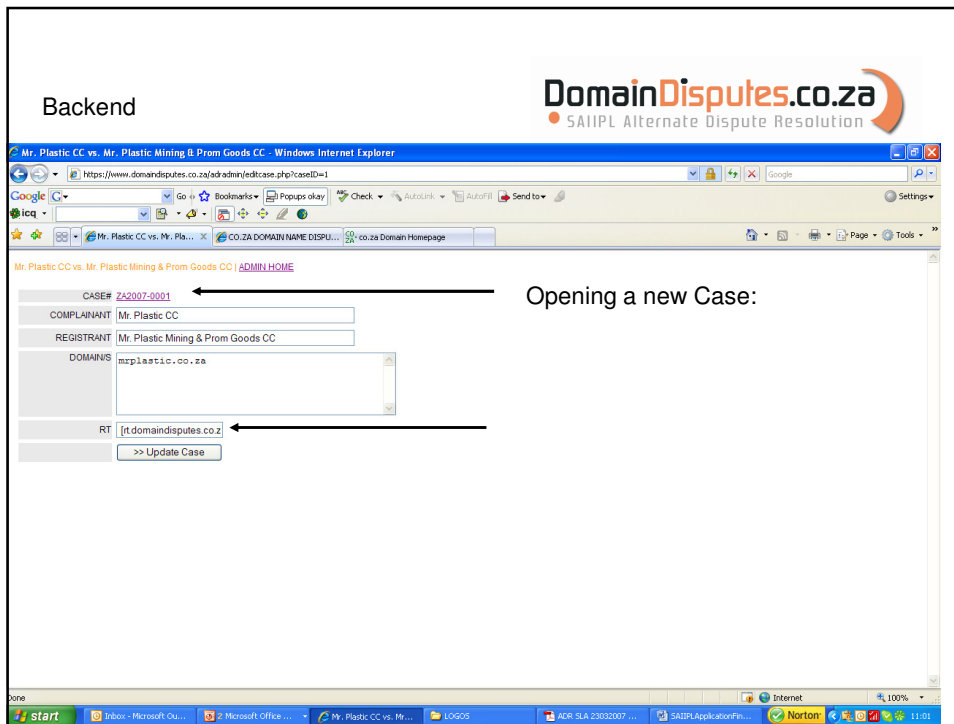 Backend
DomainDisputes.co.za
SAIIPL Alternate Dispute Resolution
Mr. Plastic CC vs. Mr. Plastic Mining & Prom Goods CC - Windows Internet Explorer
https://www.domaindisputes.co.za/adradmin/editcase.php?caseID=1
Google
Google G Go Bookmarks Popups okay Check AutoLink AutoFill Send to Settings
icq
Mr. Plastic CC vs. Mr. Pla... X CO.ZA DOMAIN NAME DISPU... co.za Domain Homepage Page Tools
Mr. Plastic CC vs. Mr. Plastic Mining & Prom Goods CC | ADMIN HOME
CASE# ZA2007-0001
Opening a new Case:
COMPLAINANT Mr. Plastic CC
REGISTRANT Mr. Plastic Mining & Prom Goods CC
DOMAIN/S mrplastic.co.za
RT [rt.domaindisputes.co.z
>> Update Case
Done Internet 100%
start Inbox - Microsoft Ou... 2 Microsoft Office ... Mr. Plastic CC vs. Mr... LOGOS ADR SLA 23032007 ... SAIIPLApplicationFin... Norton 11:01